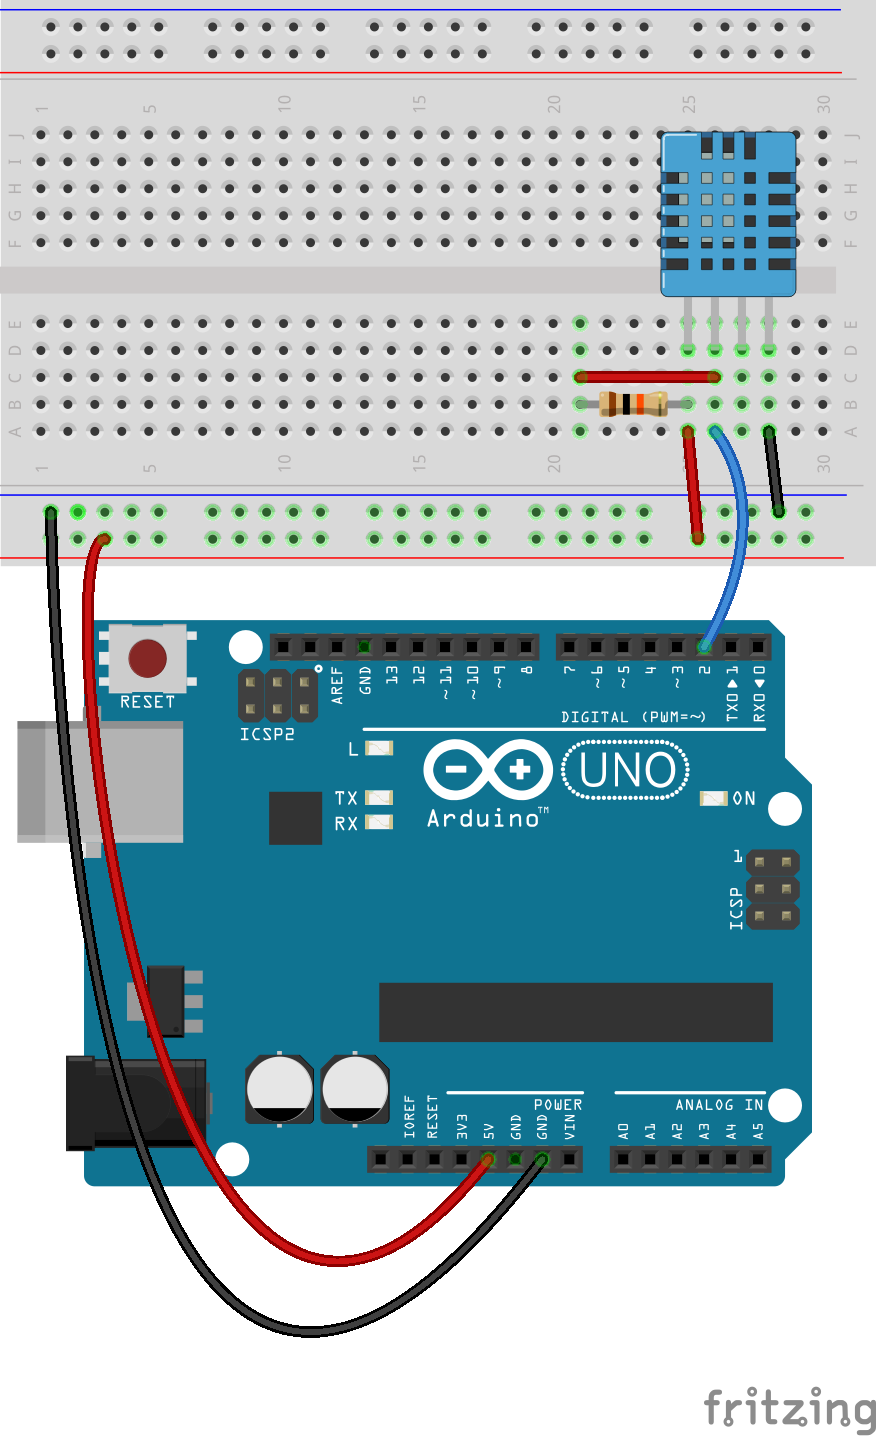 1 5 10 15 20 25 30
J J
I I
H H
G G
F F
E E
D D
C C
B B
A A
1 5 10 15 20 30
RESET
AREF GND 13 12 ~11 ~10 ~9 8 7 ~6 ~5 4 ~3 2 TX0▶1 RX0◀0
ICSP2
DIGITAL (PWM=~)
L
TX
RX
UNO
Arduino™
ON
1
ICSP
POWER
ANALOG IN
IOREF RESET 3V3 5V GND GND VIN A0 A1 A2 A3 A4 A5
fritzing